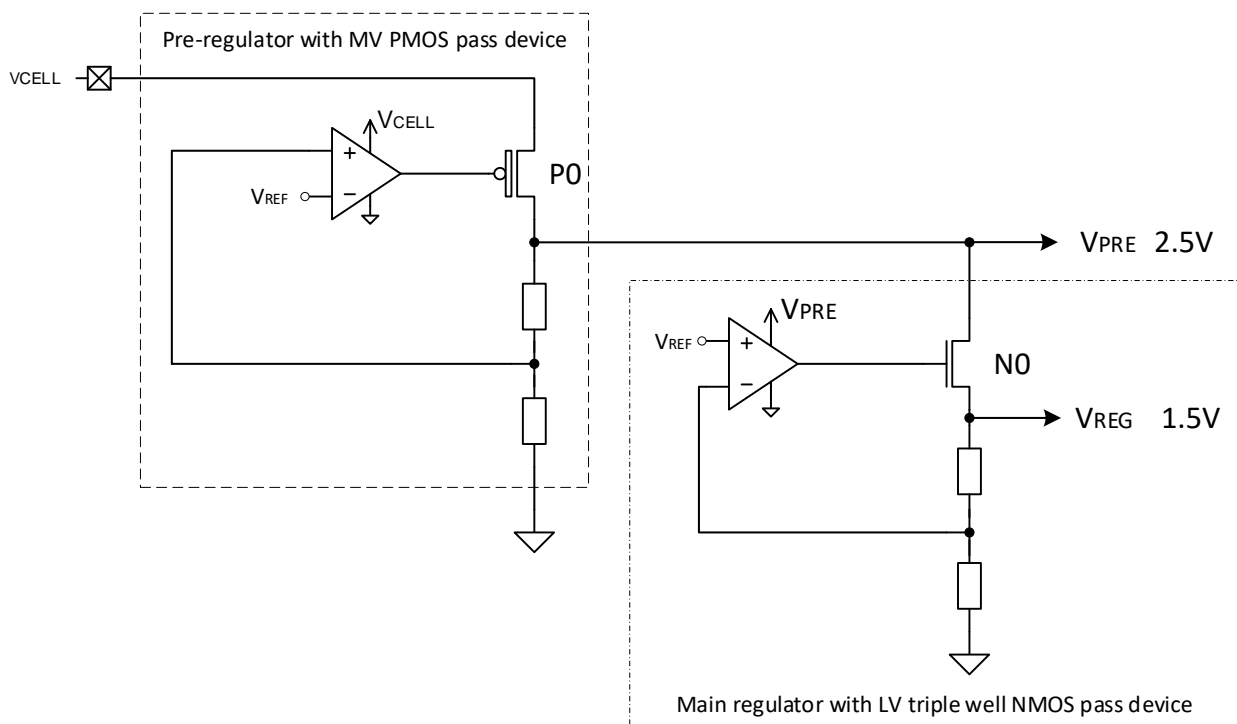 Pre-regulator with MV PMOS pass device
VCELL
VCELL
+
VREF
−
P0
VPRE 2.5V
VPRE
VREF
+
−
N0
VREG 1.5V
Main regulator with LV triple well NMOS pass device